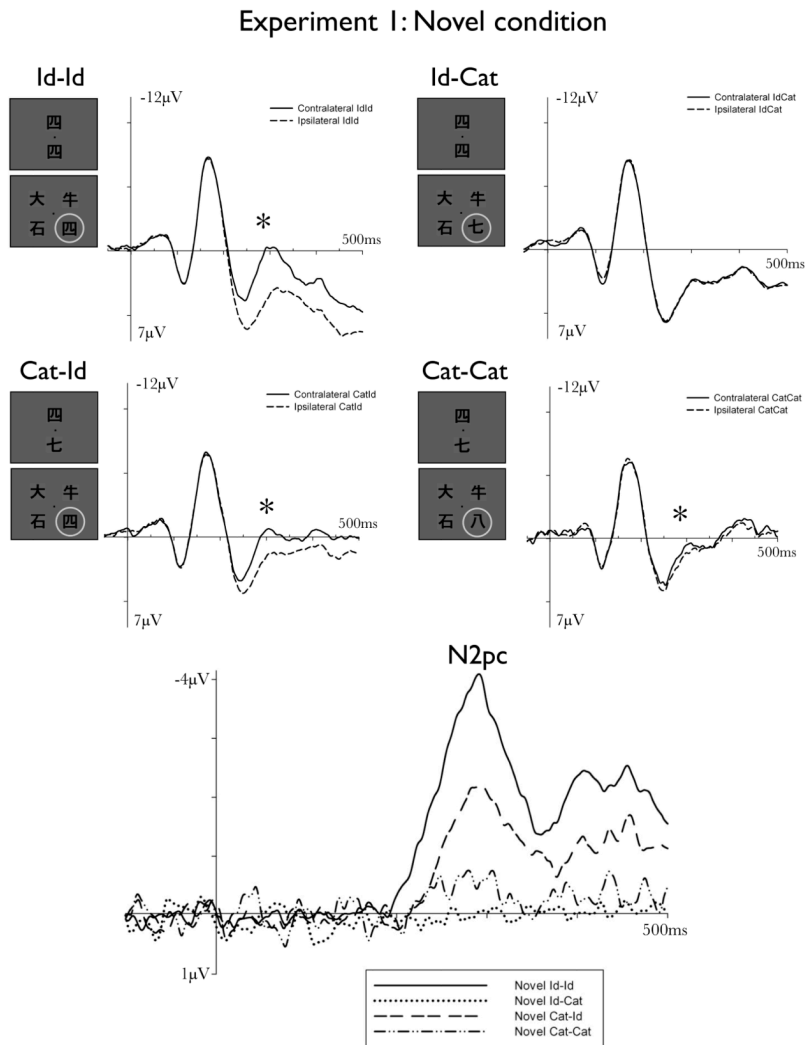 Experiment 1: Novel condition
Id-Id
-12µV
Contralateral IdId
Ipsilateral IdId
四
四
大 牛
石 四
*
500ms
7µV
Id-Cat
-12µV
Contralateral IdCat
Ipsilateral IdCat
四
四
大 牛
石 七
500ms
7µV
Cat-Id
-12µV
Contralateral CatId
Ipsilateral CatId
四
七
大 牛
石 四
*
500ms
7µV
Cat-Cat
-12µV
Contralateral CatCat
Ipsilateral CatCat
四
七
大 牛
石 八
*
500ms
7µV
N2pc
-4µV
500ms
1µV
Novel Id-Id
Novel Id-Cat
Novel Cat-Id
Novel Cat-Cat